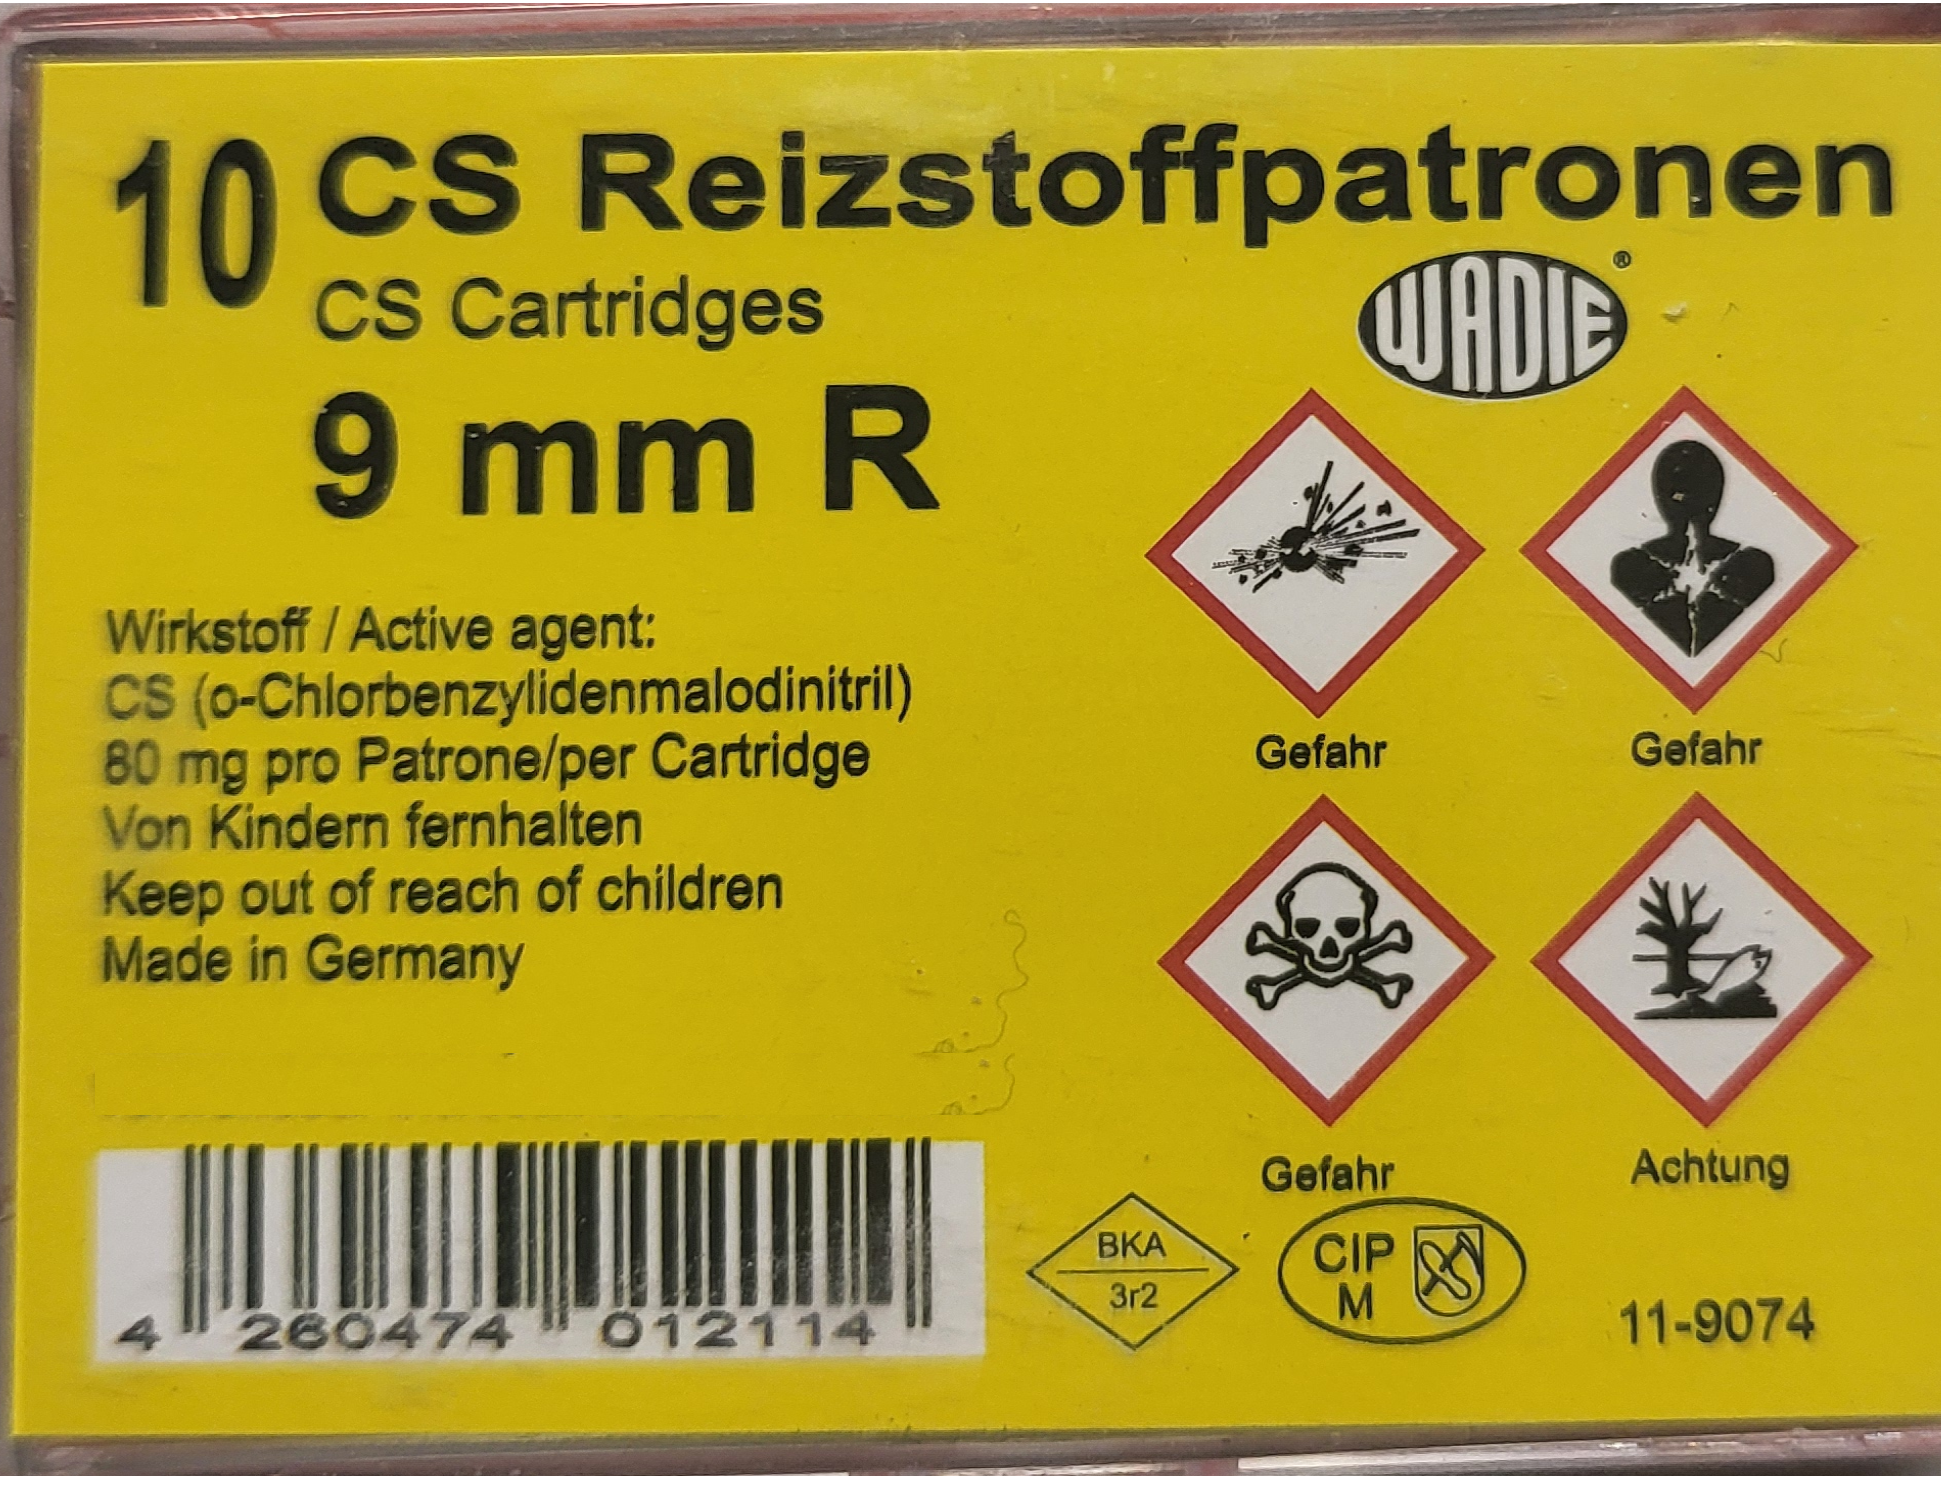 10 CS Reizstoffpatronen
CS Cartridges
WADIE®
9 mm R
Wirkstoff / Active agent:
CS (o-Chlorbenzylidenmalodinitril)
80 mg pro Patrone/per Cartridge
Von Kindern fernhalten
Keep out of reach of children
Made in Germany
Gefahr
Gefahr
Gefahr
Achtung
4 260474 012114
BKA
3r2
CIP
M
11-9074